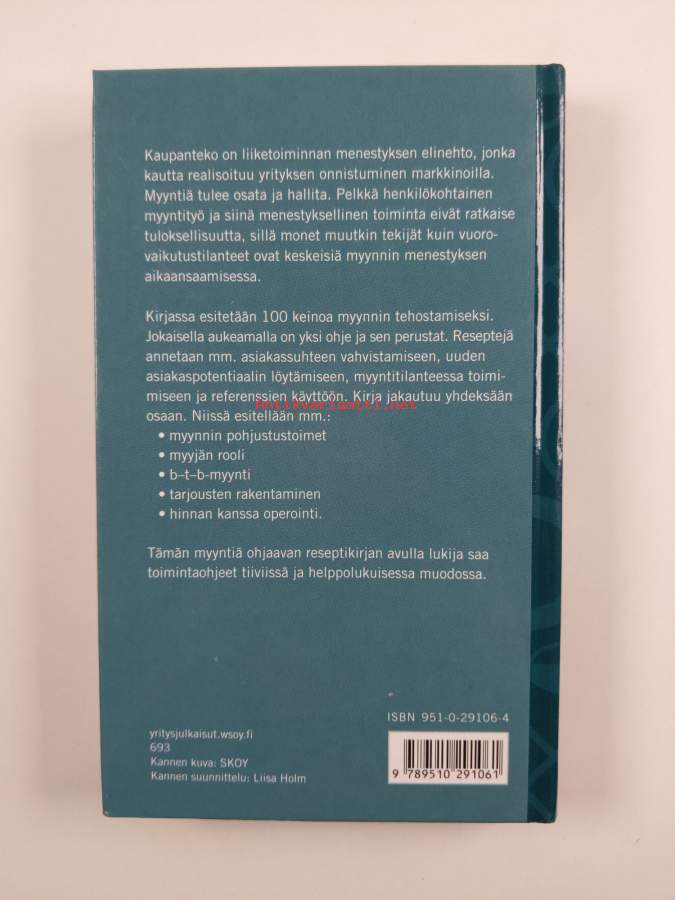 Kaupanteko on liiketoiminnan menestyksen elinehto, jonka
kautta realisoituu yrityksen onnistuminen markkinoilla.
Myyntiä tulee osata ja hallita. Pelkkä henkilökohtainen
myyntityö ja siinä menestyksellinen toiminta eivät ratkaise
tuloksellisuutta, sillä monet muutkin tekijät kuin vuoro-
vaikutustilanteet ovat keskeisiä myynnin menestyksen
aikaansaamisessa.
Kirjassa esitetään 100 keinoa myynnin tehostamiseksi.
Jokaisella aukeamalla on yksi ohje ja sen perustat. Reseptejä
annetaan mm. asiakassuhteen vahvistamiseen, uuden
asiakaspotentiaalin löytämiseen, myyntitilanteessa toimi-
miseen ja referenssien käyttöön. Kirja jakautuu yhdeksään
Antikvariaatti.net
osaan. Niissä esitellään mm.:
• myynnin pohjustustoimet
• myyjän rooli
• b–t–b-myynti
• tarjousten rakentaminen
• hinnan kanssa operointi.
Tämän myyntiä ohjaavan reseptikirjan avulla lukija saa
toimintaohjeet tiiviissä ja helppolukuisessa muodossa.
ISBN 951-0-29106-4
yritysjulkaisut.wsoy.fi
693
Kannen kuva: SKOY
Kannen suunnittelu: Liisa Holm
9 789510 291061